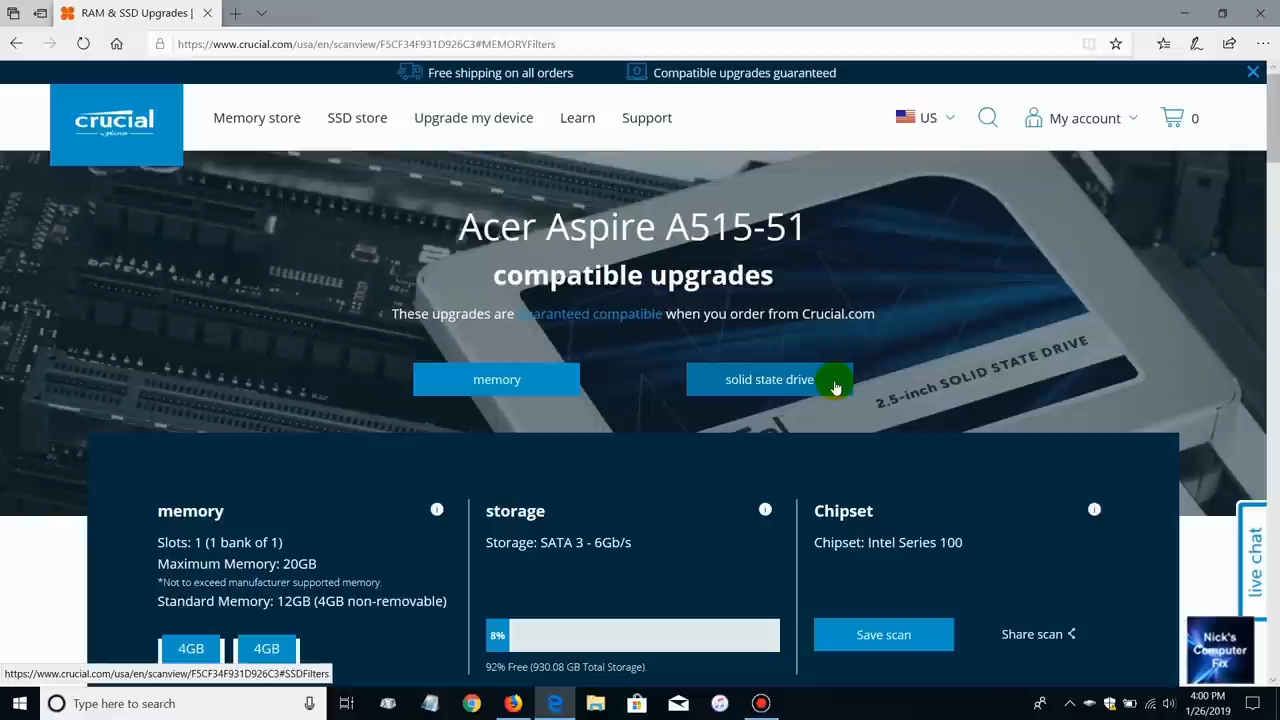 RAM & SSD Upgrades |
https://www.crucial.com/usa/en/scanview/F5CF34F931D926C3#MEMORYFilters
Free shipping on all orders
Compatible upgrades guaranteed
crucial
by Micron
Memory store
SSD store
Upgrade my device
Learn
Support
US
My account
0
Acer Aspire A515-51
compatible upgrades
These upgrades are guaranteed compatible when you order from Crucial.com
memory
solid state drive
2.5-inch SOLID STATE DRIVE
memory
Slots: 1 (1 bank of 1)
Maximum Memory: 20GB
*Not to exceed manufacturer supported memory.
Standard Memory: 12GB (4GB non-removable)
4GB
4GB
storage
Storage: SATA 3 - 6Gb/s
8%
92% Free (930.08 GB Total Storage).
Chipset
Chipset: Intel Series 100
Save scan
Share scan
live chat
Nick's
Computer
Fix
https://www.crucial.com/usa/en/scanview/F5CF34F931D926C3#SSDFilters
Type here to search
4:00 PM
1/26/2019